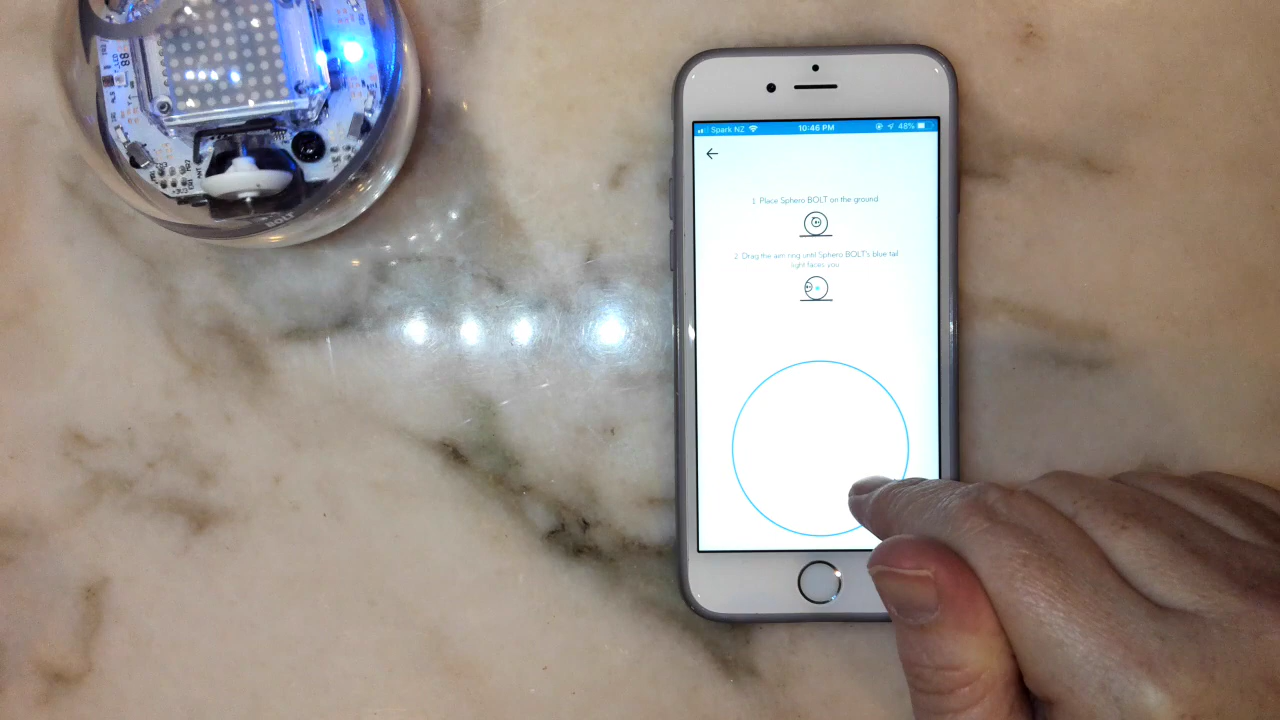 Spark NZ 10:46 PM 48%
1. Place Sphero BOLT on the ground
2. Drag the aim ring until Sphero BOLT's blue tail
light faces you
BOLT